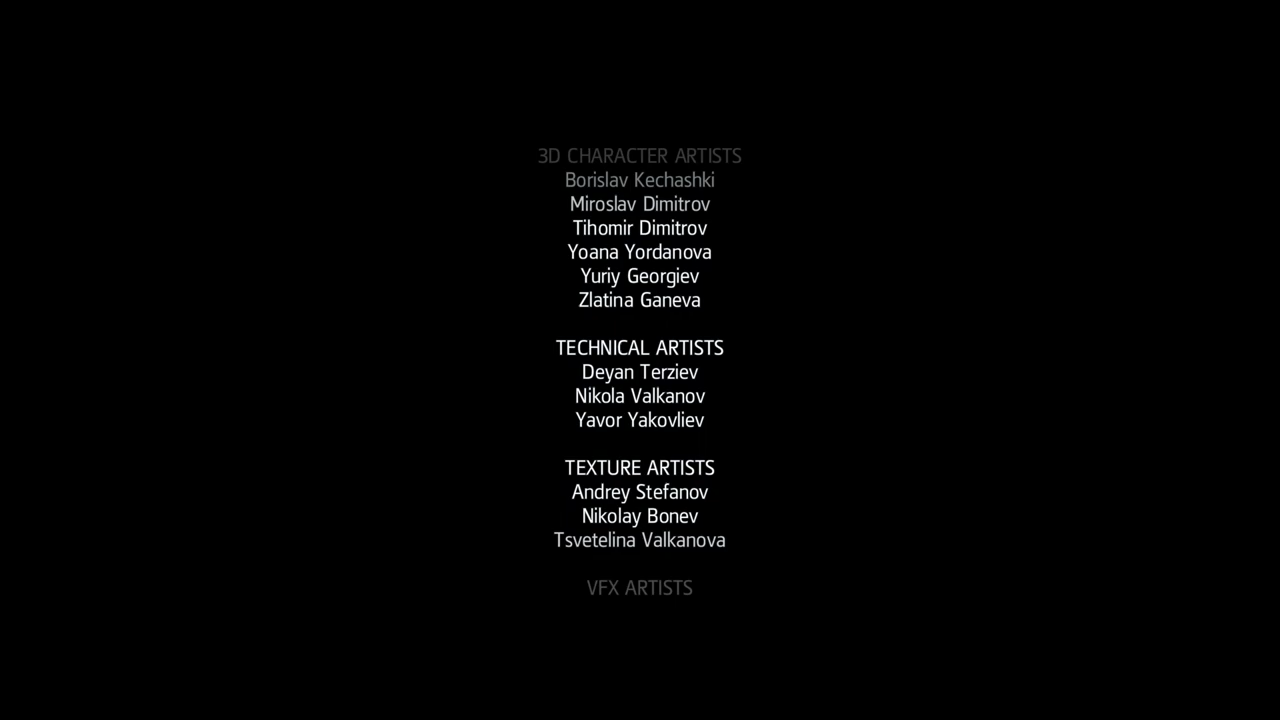 3D CHARACTER ARTISTS
Borislav Kechashki
Miroslav Dimitrov
Tihomir Dimitrov
Yoana Yordanova
Yuriy Georgiev
Zlatina Ganeva
TECHNICAL ARTISTS
Deyan Terziev
Nikola Valkanov
Yavor Yakovliev
TEXTURE ARTISTS
Andrey Stefanov
Nikolay Bonev
Tsvetelina Valkanova
VFX ARTISTS